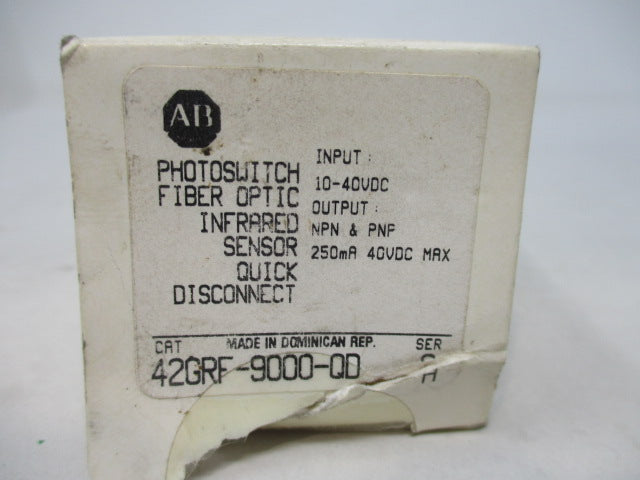 AB
PHOTOSWITCH
FIBER OPTIC
INFRARED
SENSOR
QUICK
DISCONNECT
INPUT :
10-40VDC
OUTPUT :
NPN & PNP
250mA 40VDC MAX
CAT MADE IN DOMINICAN REP. SER
42GRF-9000-QD A